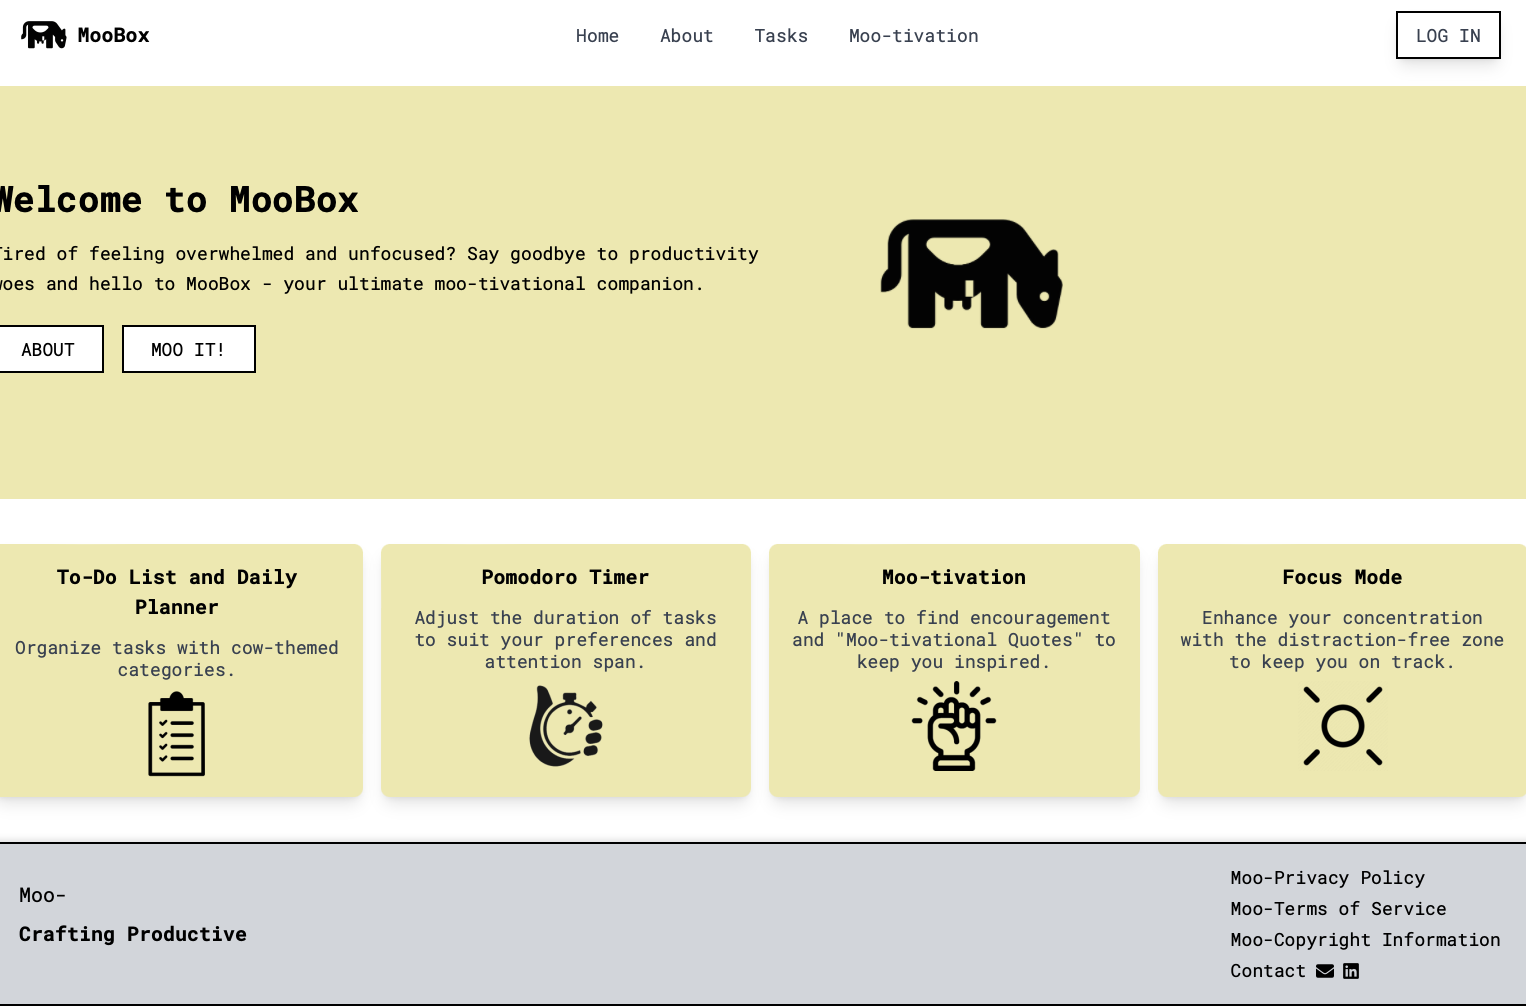 MooBox
Home
About
Tasks
Moo-tivation
LOG IN
Welcome to MooBox
Tired of feeling overwhelmed and unfocused? Say goodbye to productivity
woes and hello to MooBox - your ultimate moo-tivational companion.
ABOUT
MOO IT!
To-Do List and Daily
Planner
Organize tasks with cow-themed
categories.
Pomodoro Timer
Adjust the duration of tasks
to suit your preferences and
attention span.
Moo-tivation
A place to find encouragement
and "Moo-tivational Quotes" to
keep you inspired.
Focus Mode
Enhance your concentration
with the distraction-free zone
to keep you on track.
Moo-
Crafting Productive
Moo-Privacy Policy
Moo-Terms of Service
Moo-Copyright Information
Contact